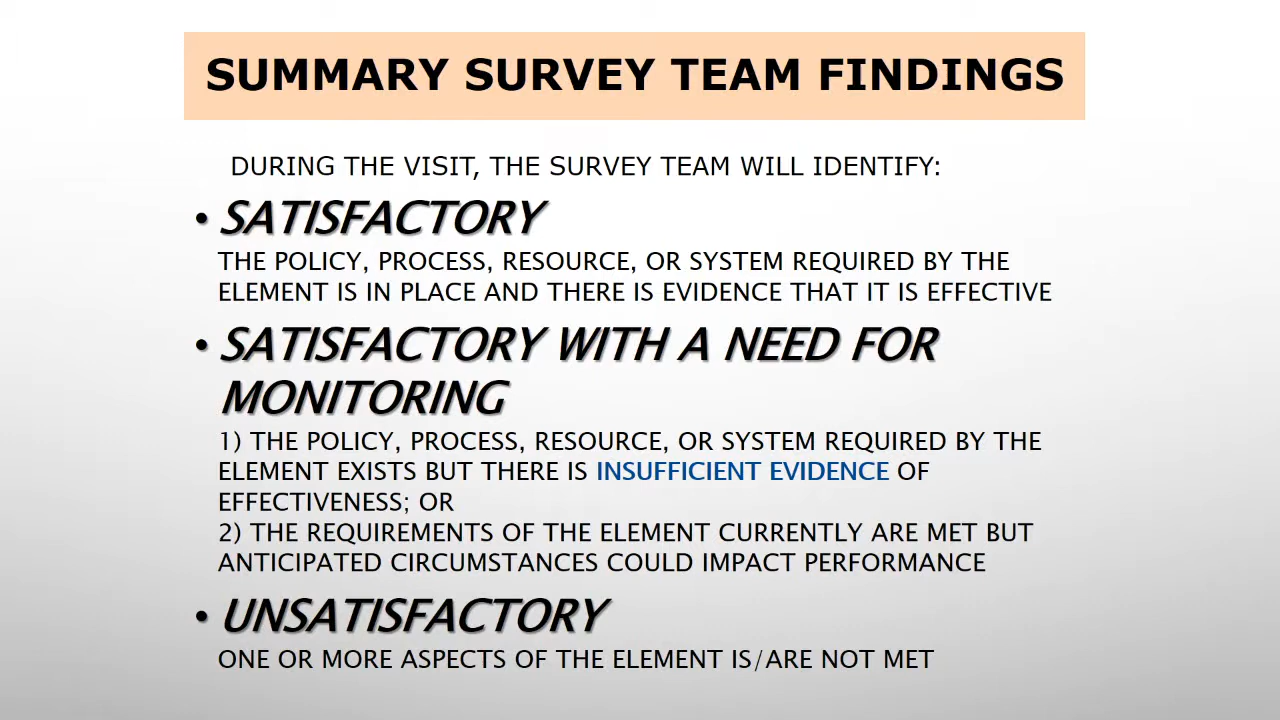 SUMMARY SURVEY TEAM FINDINGS
DURING THE VISIT, THE SURVEY TEAM WILL IDENTIFY:
• SATISFACTORY
THE POLICY, PROCESS, RESOURCE, OR SYSTEM REQUIRED BY THE
ELEMENT IS IN PLACE AND THERE IS EVIDENCE THAT IT IS EFFECTIVE
• SATISFACTORY WITH A NEED FOR
MONITORING
1) THE POLICY, PROCESS, RESOURCE, OR SYSTEM REQUIRED BY THE
ELEMENT EXISTS BUT THERE IS INSUFFICIENT EVIDENCE OF
EFFECTIVENESS; OR
2) THE REQUIREMENTS OF THE ELEMENT CURRENTLY ARE MET BUT
ANTICIPATED CIRCUMSTANCES COULD IMPACT PERFORMANCE
• UNSATISFACTORY
ONE OR MORE ASPECTS OF THE ELEMENT IS/ARE NOT MET